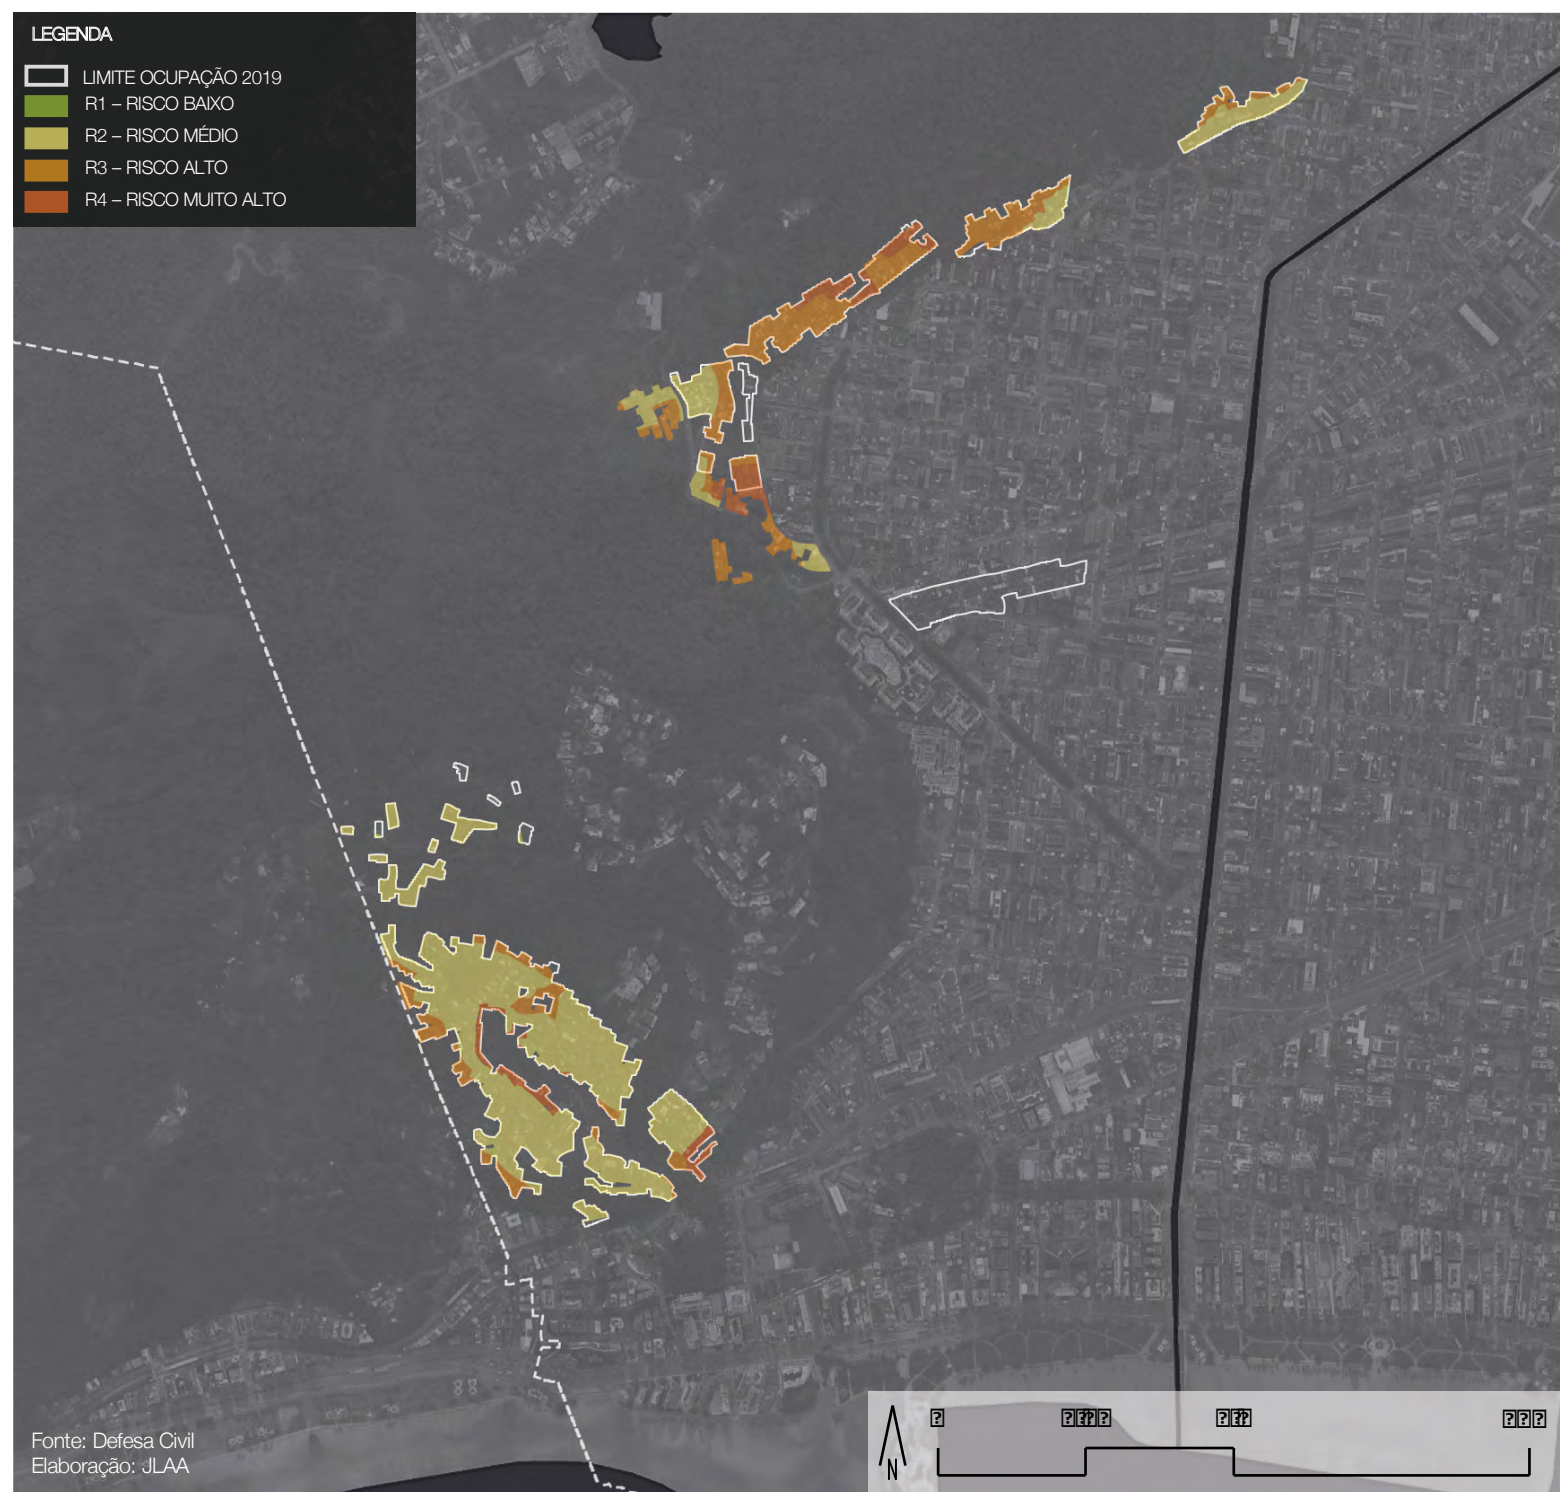 LEGENDA
LIMITE OCUPAÇÃO 2019
R1 – RISCO BAIXO
R2 – RISCO MÉDIO
R3 – RISCO ALTO
R4 – RISCO MUITO ALTO
Fonte: Defesa Civil
Elaboração: JLAA
N